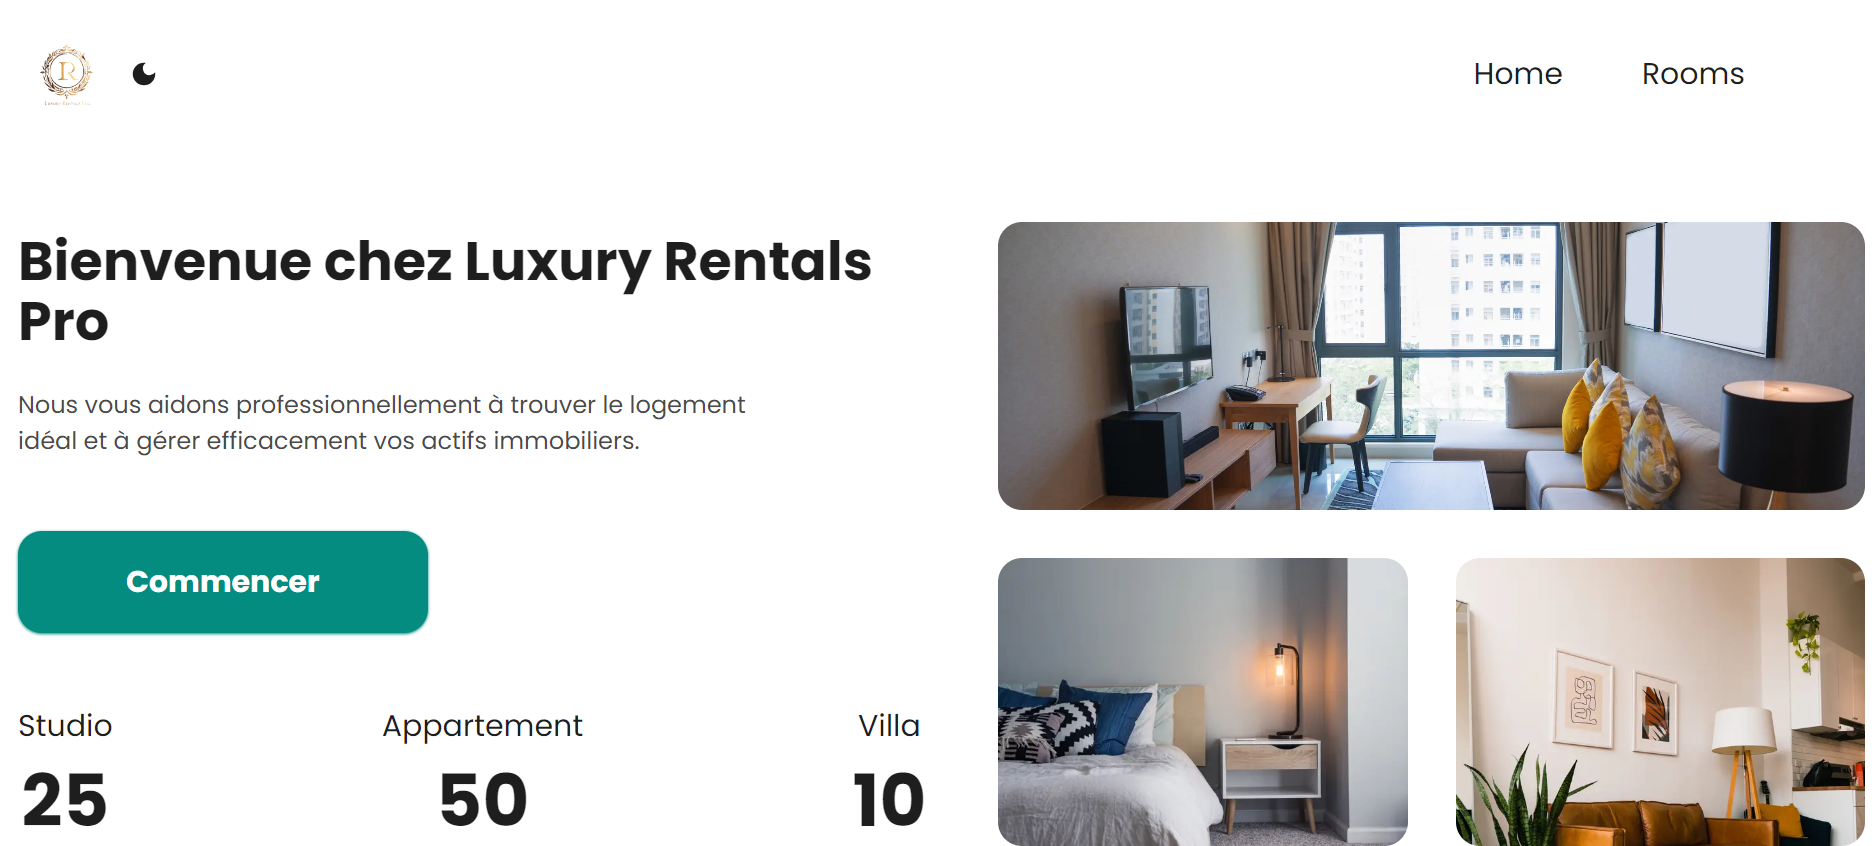 R
Home
Rooms
Bienvenue chez Luxury Rentals
Pro
Nous vous aidons professionnellement à trouver le logement
idéal et à gérer efficacement vos actifs immobiliers.
Commencer
Studio
25
Appartement
50
Villa
10